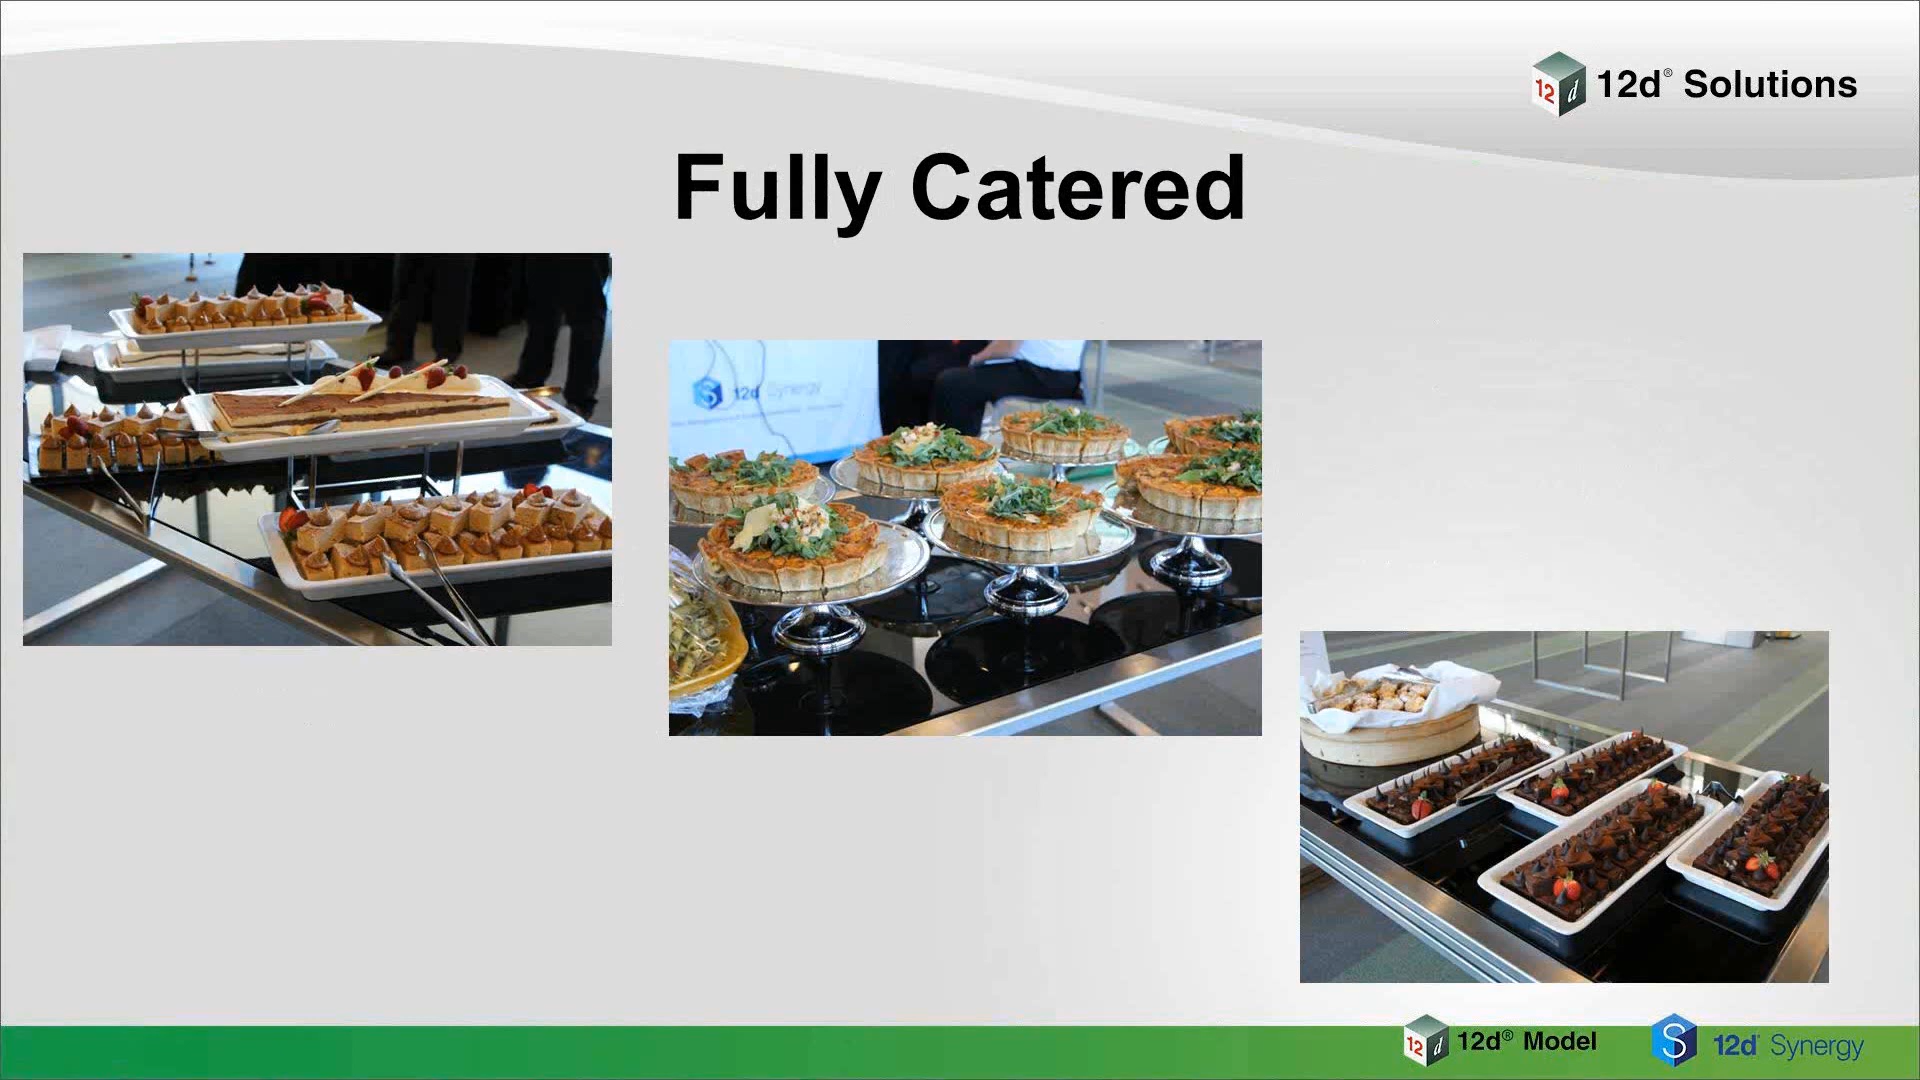 12d® Solutions
Fully Catered
12d Synergy
12d® Model
12d Synergy